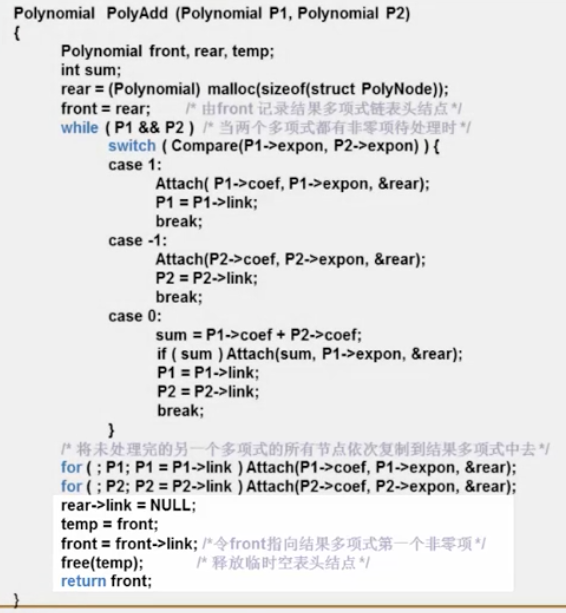 Polynomial PolyAdd (Polynomial P1, Polynomial P2)
{
Polynomial front, rear, temp;
int sum;
rear = (Polynomial) malloc(sizeof(struct PolyNode));
front = rear; /* 由front 记录结果多项式链表头结点 */
while ( P1 && P2 ) /* 当两个多项式都有非零项待处理时 */
switch ( Compare(P1->expon, P2->expon) ) {
case 1:
Attach( P1->coef, P1->expon, &rear);
P1 = P1->link;
break;
case -1:
Attach(P2->coef, P2->expon, &rear);
P2 = P2->link;
break;
case 0:
sum = P1->coef + P2->coef;
if ( sum ) Attach(sum, P1->expon, &rear);
P1 = P1->link;
P2 = P2->link;
break;
}
/* 将未处理完的另一个多项式的所有节点依次复制到结果多项式中去 */
for ( ; P1; P1 = P1->link ) Attach(P1->coef, P1->expon, &rear);
for ( ; P2; P2 = P2->link ) Attach(P2->coef, P2->expon, &rear);
rear->link = NULL;
temp = front;
front = front->link; /*令front指向结果多项式第一个非零项 */
free(temp); /* 释放临时空表头结点 */
return front;
}